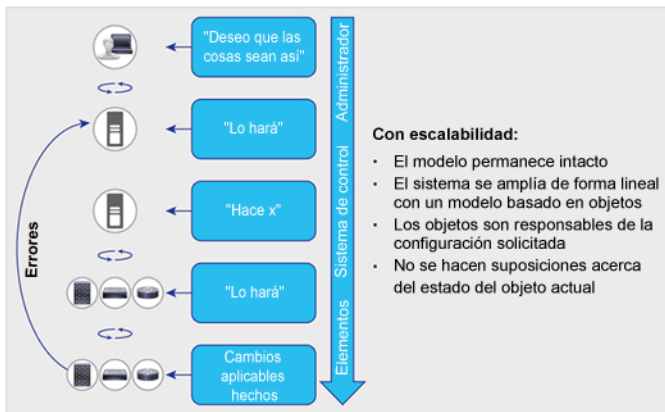 "Deseo que las
cosas sean así"
"Lo hará"
"Hace x"
"Lo hará"
Cambios
aplicables
hechos
Errores
Administrador
Sistema de control
Elementos
Con escalabilidad:
· El modelo permanece intacto
· El sistema se amplía de forma lineal
con un modelo basado en objetos
· Los objetos son responsables de la
configuración solicitada
· No se hacen suposiciones acerca
del estado del objeto actual